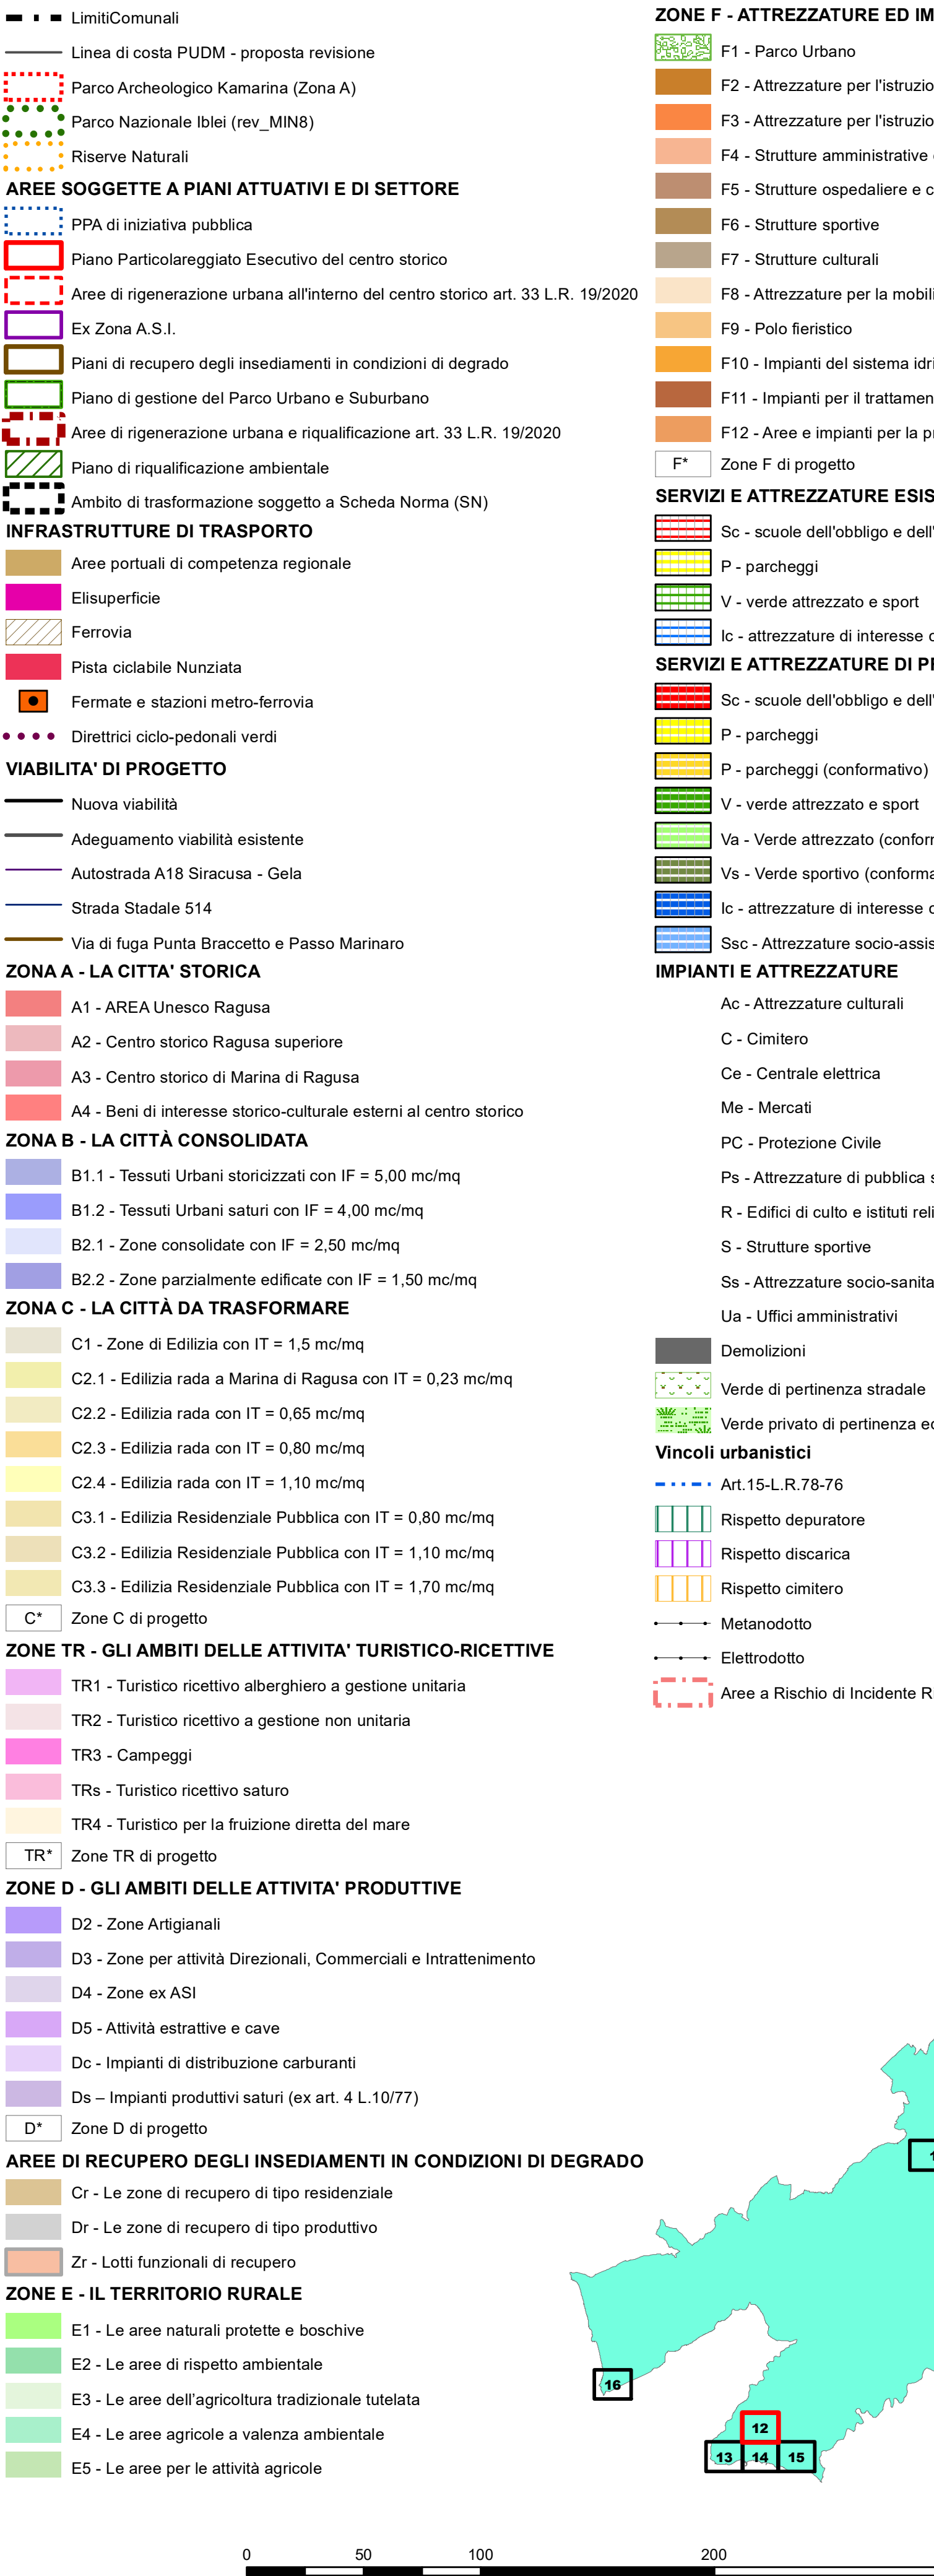 LimitiComunali
Linea di costa PUDM - proposta revisione
Parco Archeologico Kamarina (Zona A)
Parco Nazionale Iblei (rev_MIN8)
Riserve Naturali
AREE SOGGETTE A PIANI ATTUATIVI E DI SETTORE
PPA di iniziativa pubblica
Piano Particolareggiato Esecutivo del centro storico
Aree di rigenerazione urbana all'interno del centro storico art. 33 L.R. 19/2020
Ex Zona A.S.I.
Piani di recupero degli insediamenti in condizioni di degrado
Piano di gestione del Parco Urbano e Suburbano
Aree di rigenerazione urbana e riqualificazione art. 33 L.R. 19/2020
Piano di riqualificazione ambientale
Ambito di trasformazione soggetto a Scheda Norma (SN)
INFRASTRUTTURE DI TRASPORTO
Aree portuali di competenza regionale
Elisuperficie
Ferrovia
Pista ciclabile Nunziata
Fermate e stazioni metro-ferrovia
Direttrici ciclo-pedonali verdi
VIABILITA' DI PROGETTO
Nuova viabilità
Adeguamento viabilità esistente
Autostrada A18 Siracusa - Gela
Strada Stadale 514
Via di fuga Punta Braccetto e Passo Marinaro
ZONA A - LA CITTA' STORICA
A1 - AREA Unesco Ragusa
A2 - Centro storico Ragusa superiore
A3 - Centro storico di Marina di Ragusa
A4 - Beni di interesse storico-culturale esterni al centro storico
ZONA B - LA CITTÀ CONSOLIDATA
B1.1 - Tessuti Urbani storicizzati con IF = 5,00 mc/mq
B1.2 - Tessuti Urbani saturi con IF = 4,00 mc/mq
B2.1 - Zone consolidate con IF = 2,50 mc/mq
B2.2 - Zone parzialmente edificate con IF = 1,50 mc/mq
ZONA C - LA CITTÀ DA TRASFORMARE
C1 - Zone di Edilizia con IT = 1,5 mc/mq
C2.1 - Edilizia rada a Marina di Ragusa con IT = 0,23 mc/mq
C2.2 - Edilizia rada con IT = 0,65 mc/mq
C2.3 - Edilizia rada con IT = 0,80 mc/mq
C2.4 - Edilizia rada con IT = 1,10 mc/mq
C3.1 - Edilizia Residenziale Pubblica con IT = 0,80 mc/mq
C3.2 - Edilizia Residenziale Pubblica con IT = 1,10 mc/mq
C3.3 - Edilizia Residenziale Pubblica con IT = 1,70 mc/mq
C* Zone C di progetto
ZONE TR - GLI AMBITI DELLE ATTIVITA' TURISTICO-RICETTIVE
TR1 - Turistico ricettivo alberghiero a gestione unitaria
TR2 - Turistico ricettivo a gestione non unitaria
TR3 - Campeggi
TRs - Turistico ricettivo saturo
TR4 - Turistico per la fruizione diretta del mare
TR* Zone TR di progetto
ZONE D - GLI AMBITI DELLE ATTIVITA' PRODUTTIVE
D2 - Zone Artigianali
D3 - Zone per attività Direzionali, Commerciali e Intrattenimento
D4 - Zone ex ASI
D5 - Attività estrattive e cave
Dc - Impianti di distribuzione carburanti
Ds – Impianti produttivi saturi (ex art. 4 L.10/77)
D* Zone D di progetto
AREE DI RECUPERO DEGLI INSEDIAMENTI IN CONDIZIONI DI DEGRADO
Cr - Le zone di recupero di tipo residenziale
Dr - Le zone di recupero di tipo produttivo
Zr - Lotti funzionali di recupero
ZONE E - IL TERRITORIO RURALE
E1 - Le aree naturali protette e boschive
E2 - Le aree di rispetto ambientale
E3 - Le aree dell’agricoltura tradizionale tutelata
E4 - Le aree agricole a valenza ambientale
E5 - Le aree per le attività agricole
ZONE F - ATTREZZATURE ED IM
F1 - Parco Urbano
F2 - Attrezzature per l'istruzio
F3 - Attrezzature per l'istruzio
F4 - Strutture amministrative
F5 - Strutture ospedaliere e c
F6 - Strutture sportive
F7 - Strutture culturali
F8 - Attrezzature per la mobili
F9 - Polo fieristico
F10 - Impianti del sistema idri
F11 - Impianti per il trattamen
F12 - Aree e impianti per la pr
F* Zone F di progetto
SERVIZI E ATTREZZATURE ESIS
Sc - scuole dell'obbligo e dell'
P - parcheggi
V - verde attrezzato e sport
Ic - attrezzature di interesse c
SERVIZI E ATTREZZATURE DI PR
Sc - scuole dell'obbligo e dell'
P - parcheggi
P - parcheggi (conformativo)
V - verde attrezzato e sport
Va - Verde attrezzato (confor
Vs - Verde sportivo (conforma
Ic - attrezzature di interesse c
Ssc - Attrezzature socio-assis
IMPIANTI E ATTREZZATURE
Ac - Attrezzature culturali
C - Cimitero
Ce - Centrale elettrica
Me - Mercati
PC - Protezione Civile
Ps - Attrezzature di pubblica s
R - Edifici di culto e istituti reli
S - Strutture sportive
Ss - Attrezzature socio-sanita
Ua - Uffici amministrativi
Demolizioni
Verde di pertinenza stradale
Verde privato di pertinenza ed
Vincoli urbanistici
Art.15-L.R.78-76
Rispetto depuratore
Rispetto discarica
Rispetto cimitero
Metanodotto
Elettrodotto
Aree a Rischio di Incidente R
1
16
12
13 14 15
0 50 100 200